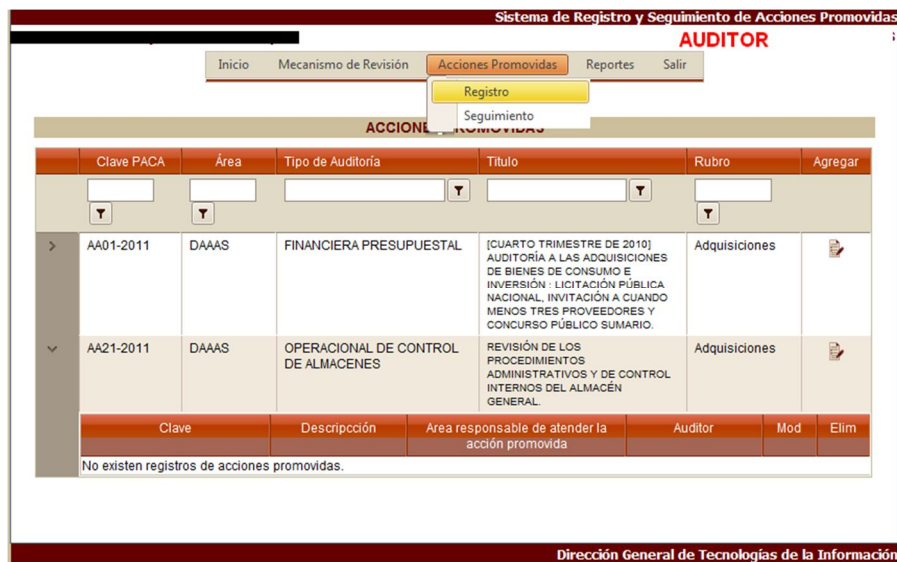 Sistema de Registro y Seguimiento de Acciones Promovidas
AUDITOR
Inicio Mecanismo de Revisión Acciones Promovidas Reportes Salir
Registro
Seguimiento
Clave PACA Área Tipo de Auditoría Titulo Rubro Agregar
AA01-2011 DAAAS FINANCIERA PRESUPUESTAL
[CUARTO TRIMESTRE DE 2010]
AUDITORÍA A LAS ADQUISICIONES
DE BIENES DE CONSUMO E
INVERSIÓN : LICITACIÓN PÚBLICA
NACIONAL, INVITACIÓN A CUANDO
MENOS TRES PROVEEDORES Y
CONCURSO PÚBLICO SUMARIO.
Adquisiciones
AA21-2011 DAAAS OPERACIONAL DE CONTROL
DE ALMACENES
REVISIÓN DE LOS
PROCEDIMIENTOS
ADMINISTRATIVOS Y DE CONTROL
INTERNOS DEL ALMACÉN
GENERAL.
Adquisiciones
Clave Descripcción Area responsable de atender la
acción promovida
Auditor Mod Elim
No existen registros de acciones promovidas.
Dirección General de Tecnologías de la Información